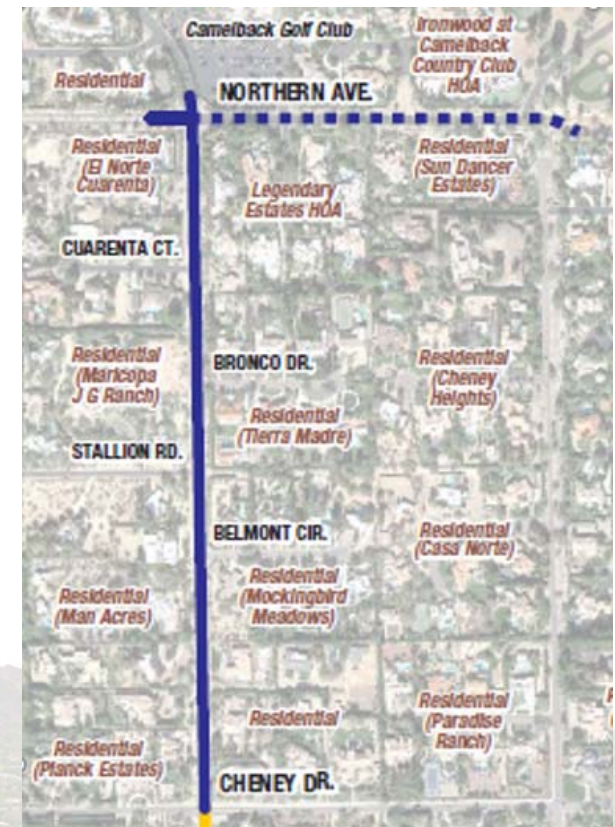 Camelback Golf Club
Ironwood at
Camelback
Country Club
HOA
Residential
NORTHERN AVE.
Residential
(El Norte
Cuarenta)
Legendary
Estates HOA
Residential
(Sun Dancer
Estates)
CUARENTA CT.
Residential
(Maricopa
J G Ranch)
BRONCO DR.
Residential
(Cheney
Heights)
Residential
(Tierra Madre)
STALLION RD.
BELMONT CIR.
Residential
(Casa Norte)
Residential
(Man Acres)
Residential
(Mockingbird
Meadows)
Residential
Residential
(Paradise
Ranch)
Residential
(Planck Estates)
CHENEY DR.